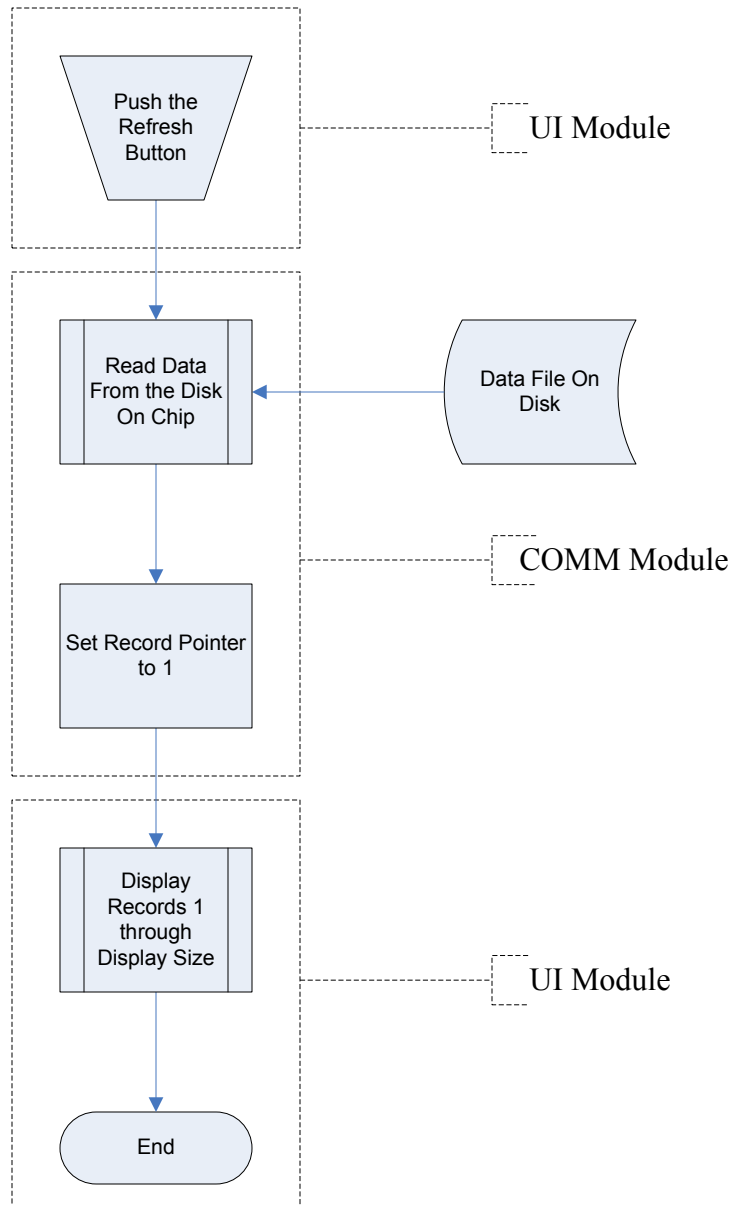 Push the
Refresh
Button
UI Module
Read Data
From the Disk
On Chip
Data File On
Disk
COMM Module
Set Record Pointer
to 1
Display
Records 1
through
Display Size
UI Module
End